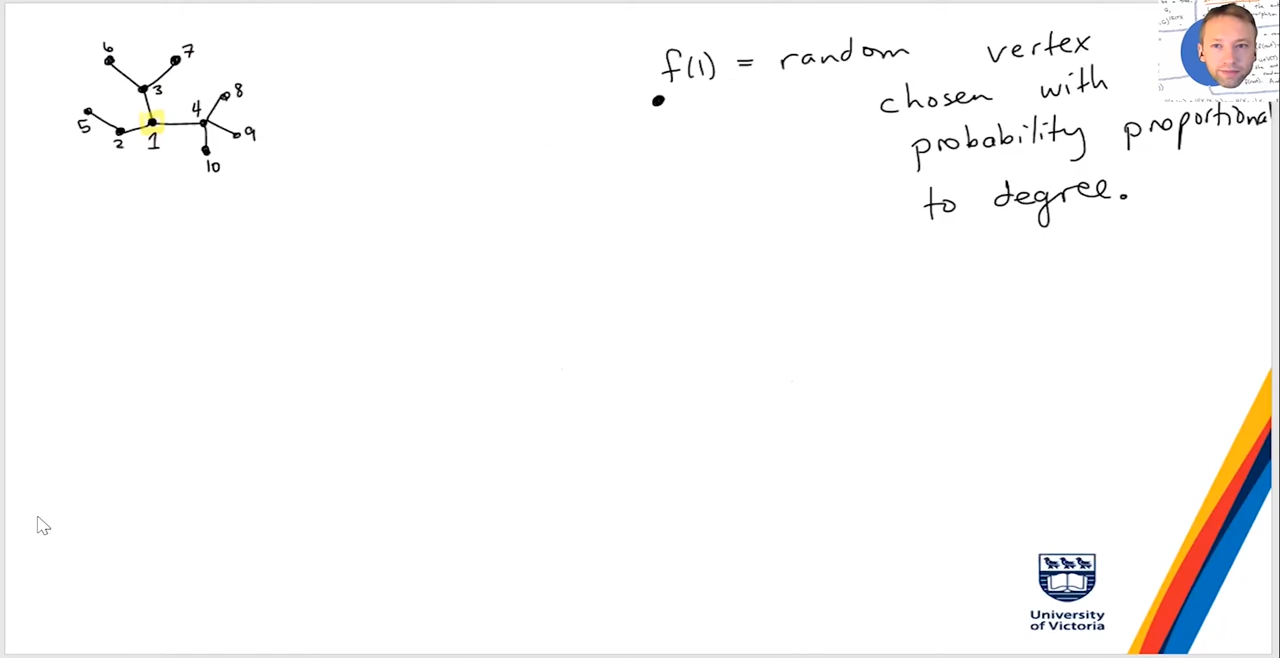 6
7
3
8
4
5
2
1
9
10
f(1) = random vertex
chosen with
probability proportional
to degree.
University
of Victoria